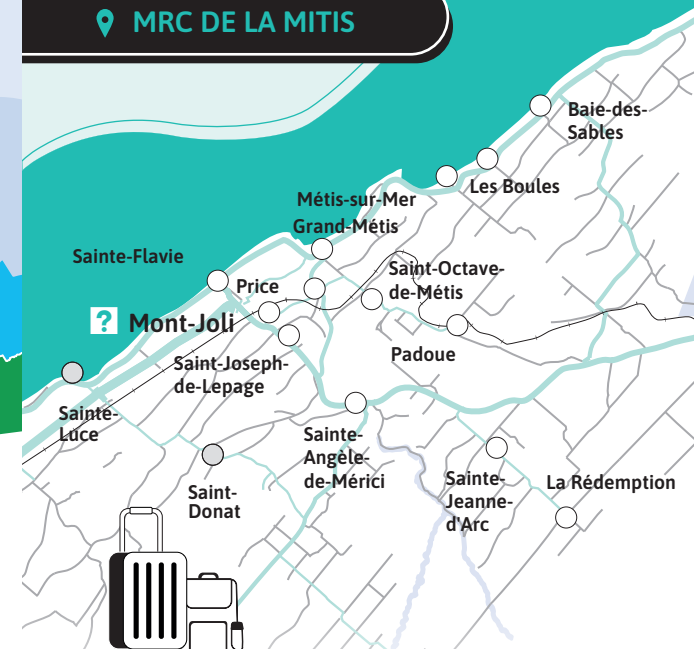 MRC DE LA MITIS
Baie-des-
Sables
Les Boules
Métis-sur-Mer
Grand-Métis
Sainte-Flavie
Saint-Octave-
de-Métis
Price
? Mont-Joli
Padoue
Saint-Joseph-
de-Lepage
Sainte-
Luce
Sainte-
Angèle-
de-Mérici
Sainte-
Jeanne-
d'Arc
La Rédemption
Saint-
Donat